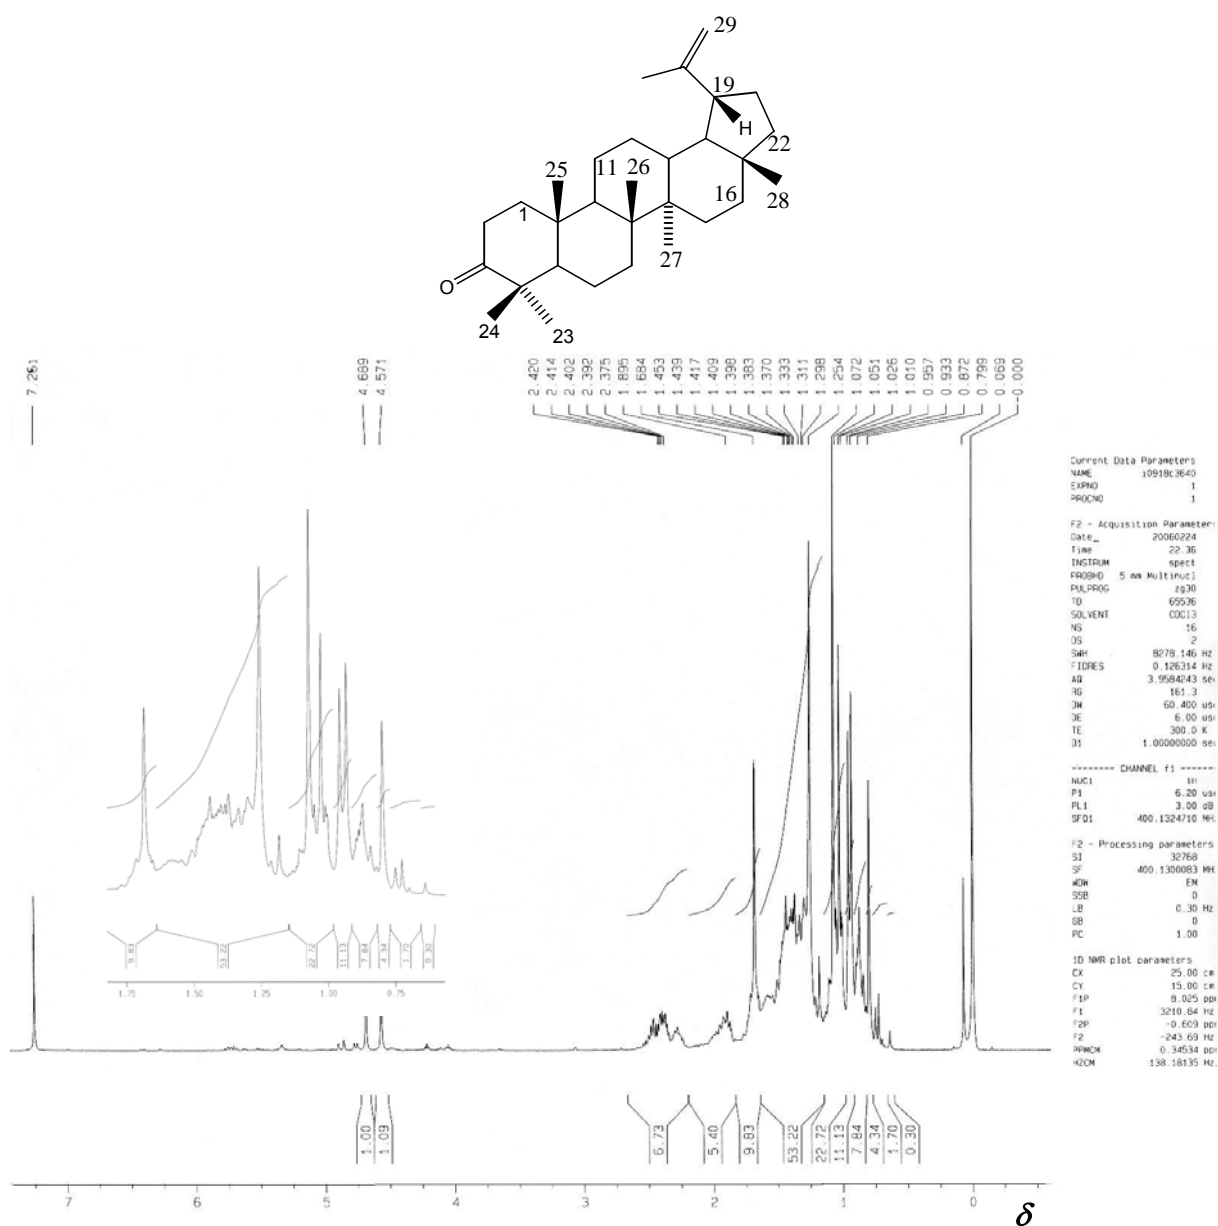 29
19
H
22
25
11
26
16
28
1
27
O
24
23
7.261
4.689
4.571
2.420
2.414
2.402
2.392
2.375
1.895
1.684
1.453
1.439
1.417
1.409
1.398
1.383
1.370
1.333
1.311
1.298
1.254
1.072
1.051
1.026
1.010
0.957
0.933
0.872
0.799
0.069
-0.000
Current Data Parameters
NAME
EXPNO 1
PROCNO 1
F2 - Acquisition Parameter
Date_ 20060224
Time 22.36
INSTRUM spect
PROBHD 5 mm Multinucl
PULPROG zg30
TD 65536
SOLVENT CDCl3
NS 16
DS 2
SWH 8278.146 Hz
FIDRES 0.126314 Hz
AQ 3.9584243 sec
RG 161.3
DW 60.400 use
DE 6.00 use
TE 300.0 K
D1 1.00000000 sec
-------- CHANNEL f1 ------
NUC1 1H
P1 6.20 use
PL1 3.00 dB
SFO1 400.1324710 MH
F2 - Processing parameters
SI 32768
SF 400.1300083 MH
WDW EM
SSB 0
LB 0.30 Hz
GB 0
PC 1.00
1D NMR plot parameters
CX 25.00 cm
CY 15.00 cm
F1P 8.025 ppm
F1 3210.84 Hz
F2P -0.609 ppm
F2 -243.69 Hz
PPMCM 0.34534 ppm
HZCM 138.18135 Hz
9.83
53.22
22.72
11.13
7.84
4.34
1.70
0.30
1.75 1.50 1.25 1.00 0.75
1.00
1.09
6.73
5.40
9.83
53.22
22.72
11.13
7.84
4.34
1.70
0.30
7 6 5 4 3 2 1 0
δ